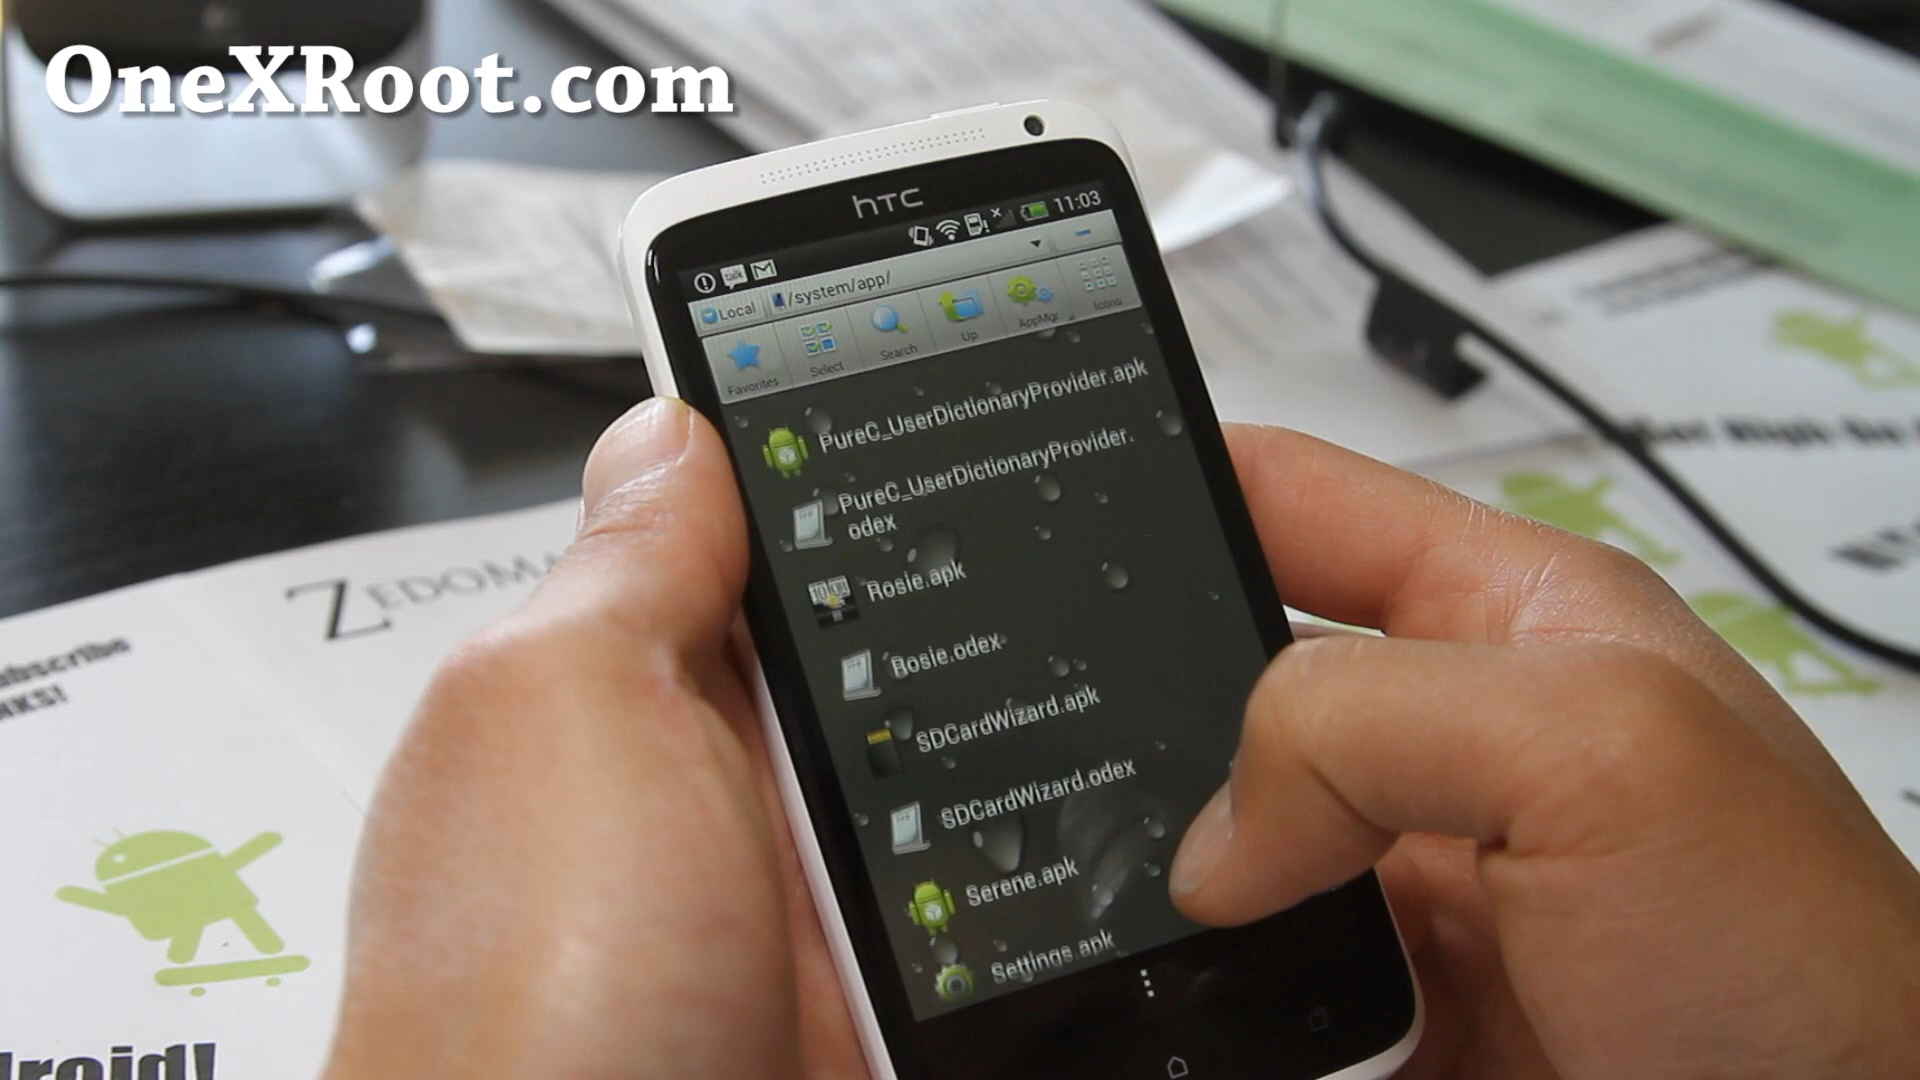 OneXRoot.com
hTC
11:03
talk
Local /system/app/
Favorites Select Search Up AppMgr Icons
PureC_UserDictionaryProvider.apk
PureC_UserDictionaryProvider.
odex
Rosie.apk
Rosie.odex
SDCardWizard.apk
SDCardWizard.odex
Serene.apk
Settings.apk
ZEDOMA